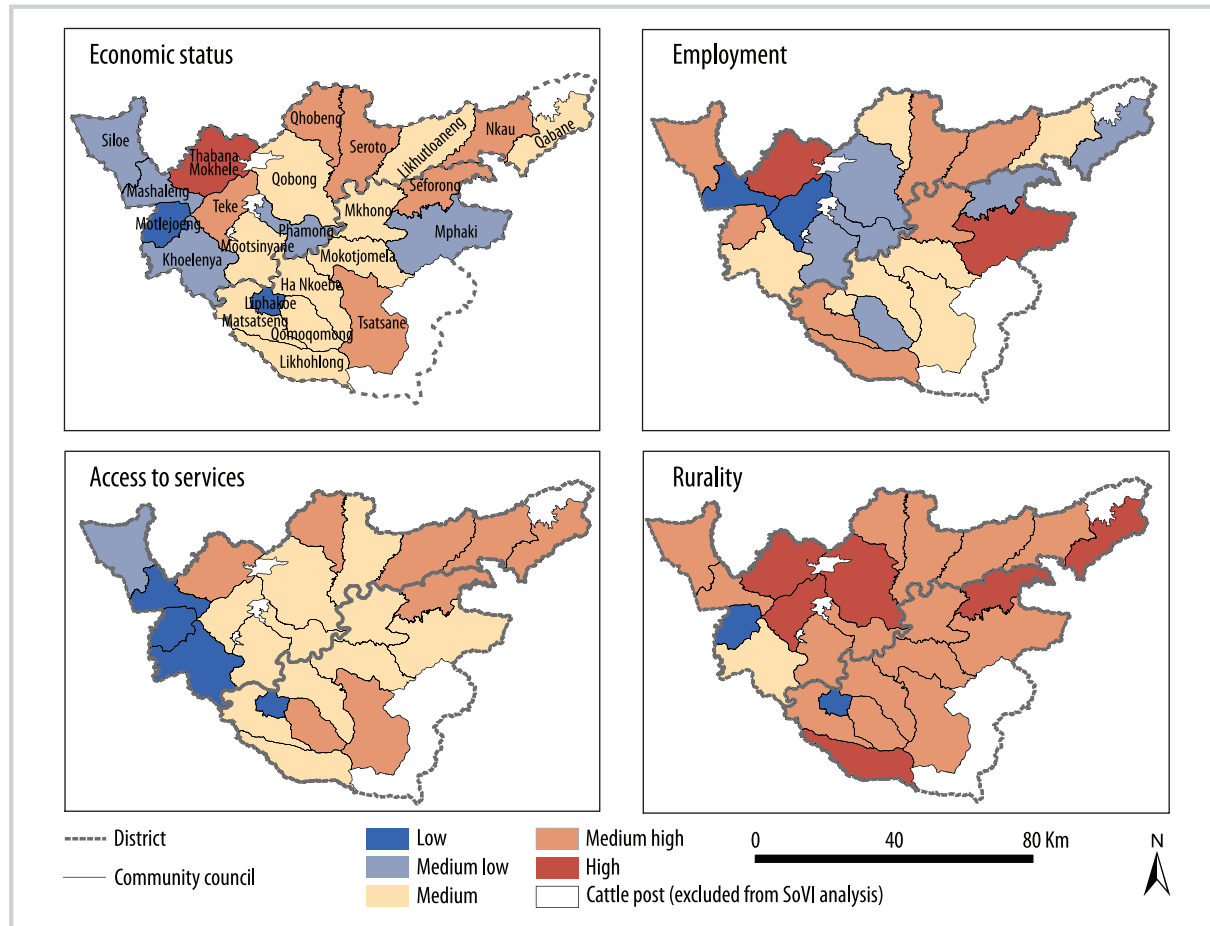 Economic status
Siloe
Thabana
Mokhele
Qhobeng
Seroto
Likhutloaneng
Nkau
Qabane
Mashaleng
Teke
Qobong
Seforong
Mkhono
Motlejoeng
Phamong
Mphaki
Khoelenya
Mootsinyane
Mokotjomela
Ha Nkoebe
Liphakoe
Matsatseng
Qomoqomong
Tsatsane
Likhohlong
Employment
Access to services
Rurality
District
Community council
Low
Medium low
Medium
Medium high
High
Cattle post (excluded from SoVI analysis)
0 40 80 Km
N